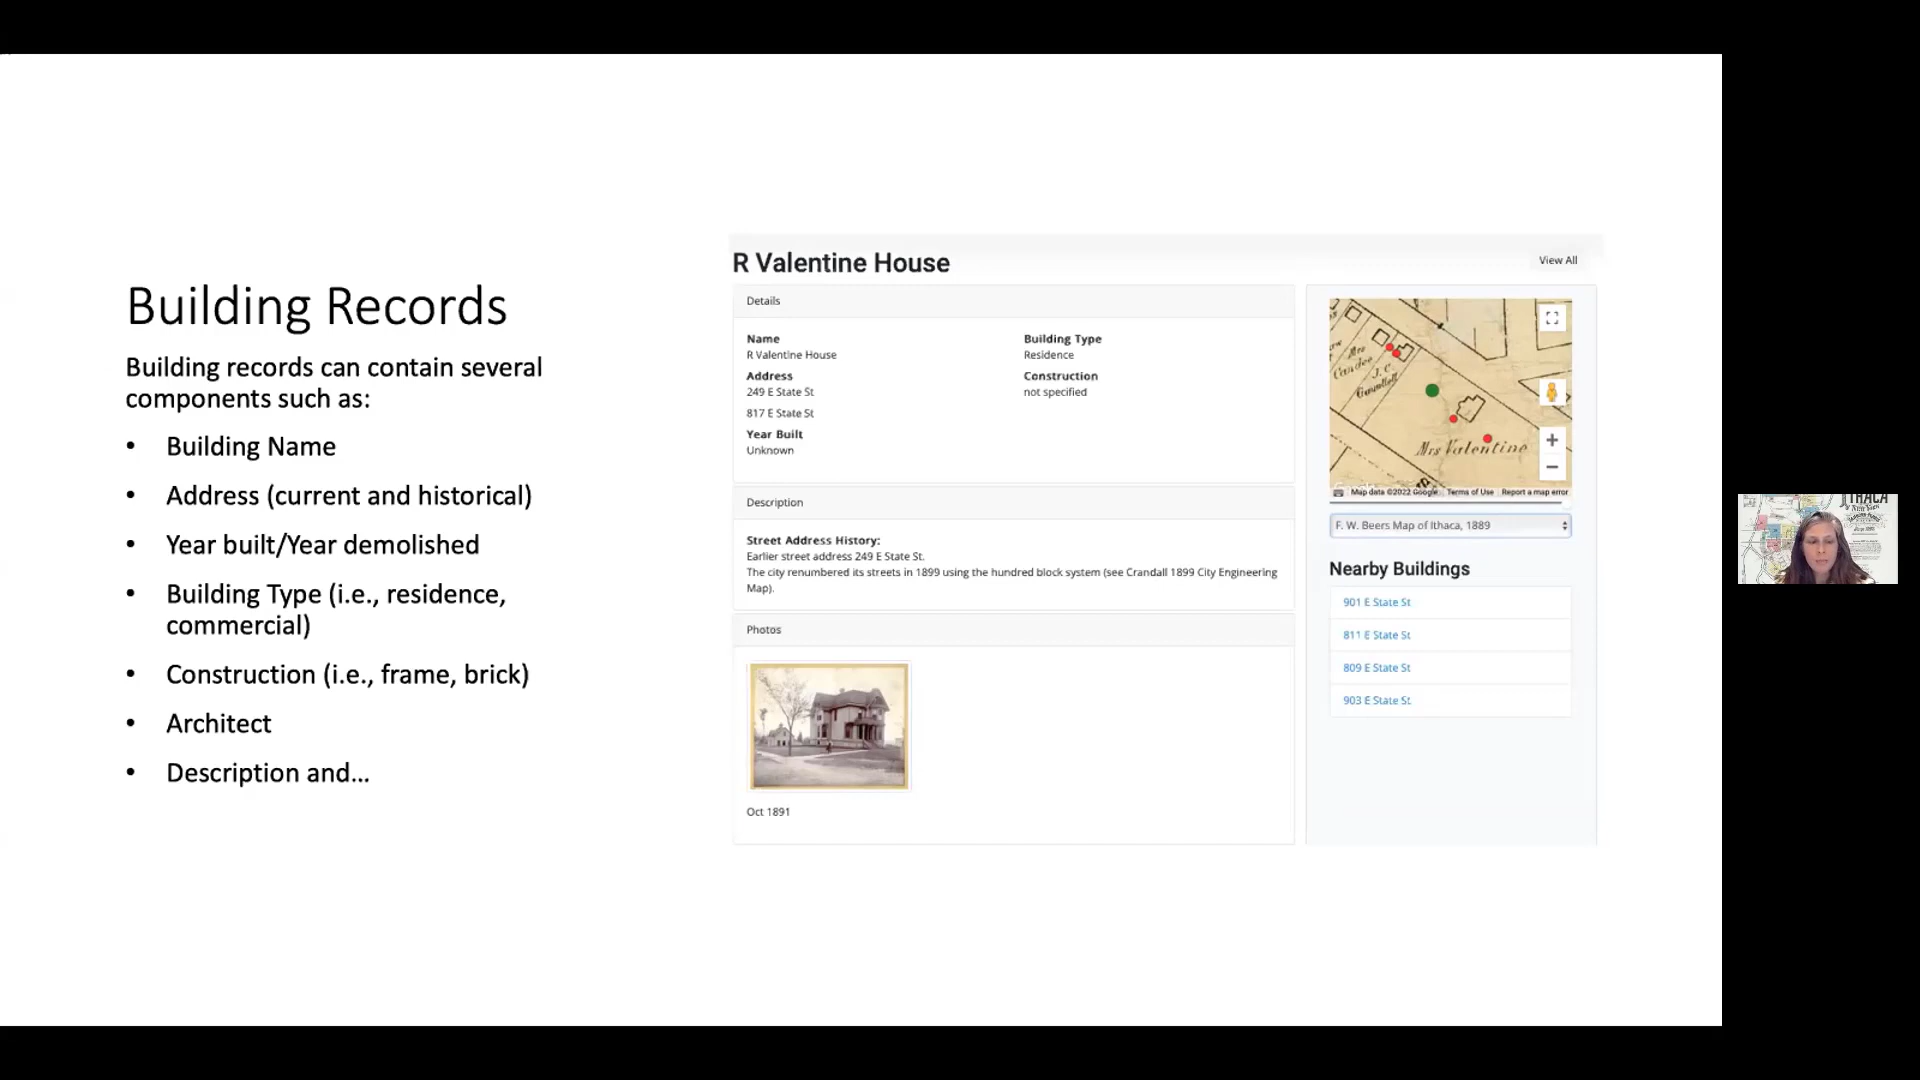 Building Records
Building records can contain several
components such as:
• Building Name
• Address (current and historical)
• Year built/Year demolished
• Building Type (i.e., residence,
commercial)
• Construction (i.e., frame, brick)
• Architect
• Description and...
R Valentine House
View All
Details
Name
R Valentine House
Address
249 E State St
817 E State St
Year Built
Unknown
Building Type
Residence
Construction
not specified
Description
Street Address History:
Earlier street address 249 E State St.
The city renumbered its streets in 1899 using the hundred block system (see Crandall 1899 City Engineering
Map).
Photos
Oct 1891
Mrs
Candee
J. C.
Mrs Valentine
Map data ©2022 Google
Terms of Use
Report a map error
F. W. Beers Map of Ithaca, 1889
Nearby Buildings
901 E State St
811 E State St
809 E State St
903 E State St
ITHACA